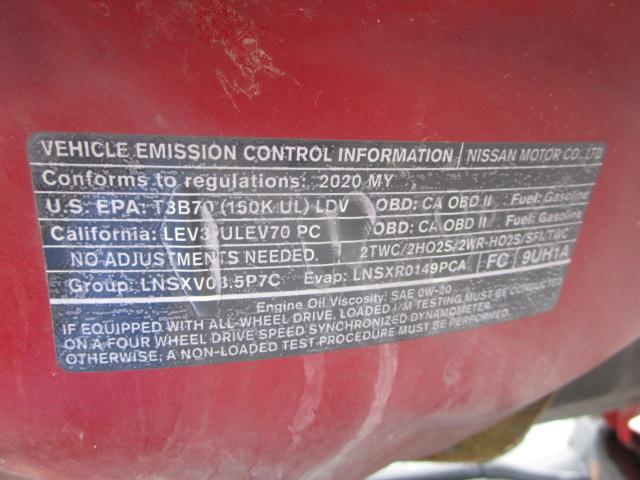 VEHICLE EMISSION CONTROL INFORMATION NISSAN MOTOR CO., LTD.
Conforms to regulations: 2020 MY
U.S. EPA: T3B70 (150K UL) LDV OBD: CA OBD II Fuel: Gasoline
California: LEV3 ULEV70 PC OBD: CA OBD II Fuel: Gasoline
NO ADJUSTMENTS NEEDED. 2TWC/2HO2S/2WR-HO2S/SFI/TWC
Group: LNSXV03.5P7C Evap: LNSXR0149PCA FC 9UH1A
Engine Oil Viscosity: SAE 0W-20
IF EQUIPPED WITH ALL-WHEEL DRIVE, LOADED I/M TESTING MUST BE CONDUCTED
ON A FOUR WHEEL DRIVE SPEED SYNCHRONIZED DYNAMOMETER.
OTHERWISE, A NON-LOADED TEST PROCEDURE MUST BE FOLLOWED.